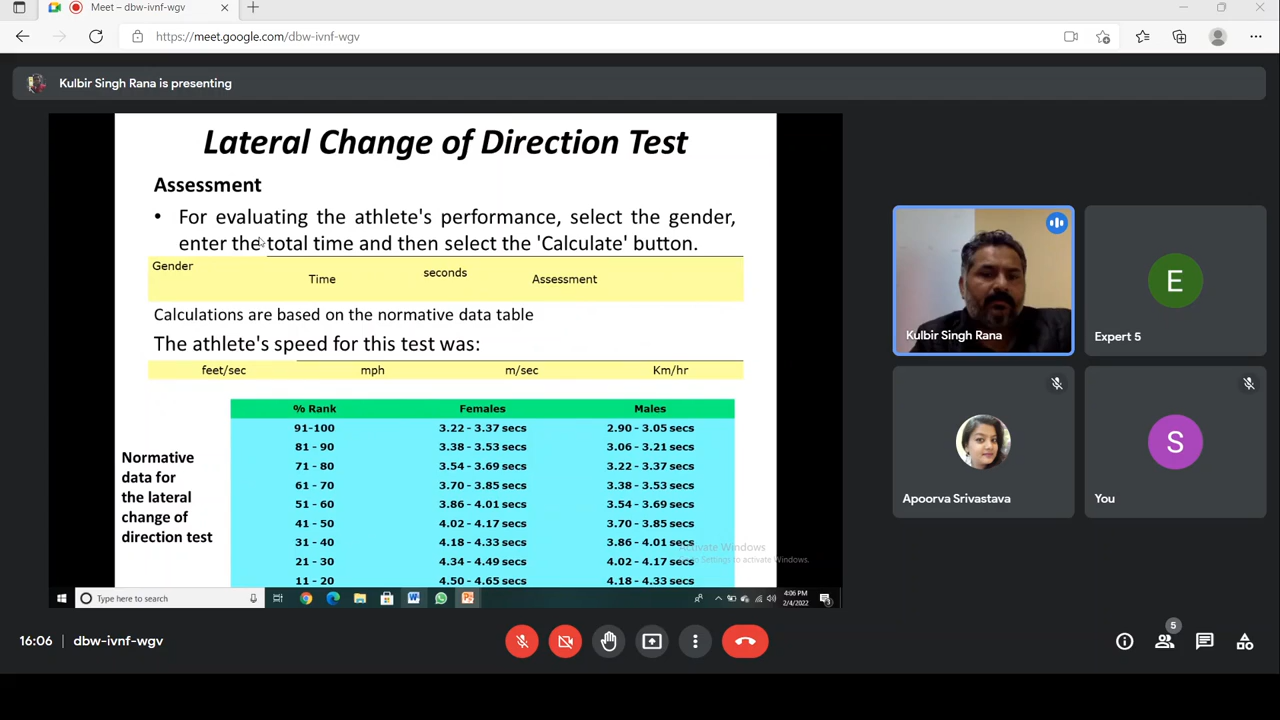 Meet – dbw-ivnf-wgv
https://meet.google.com/dbw-ivnf-wgv
Kulbir Singh Rana is presenting
Lateral Change of Direction Test
Assessment
• For evaluating the athlete's performance, select the gender,
enter the total time and then select the 'Calculate' button.
Gender Time seconds Assessment
Calculations are based on the normative data table
The athlete's speed for this test was:
feet/sec mph m/sec Km/hr
Normative
data for
the lateral
change of
direction test
% Rank Females Males
91-100 3.22 - 3.37 secs 2.90 - 3.05 secs
81 - 90 3.38 - 3.53 secs 3.06 - 3.21 secs
71 - 80 3.54 - 3.69 secs 3.22 - 3.37 secs
61 - 70 3.70 - 3.85 secs 3.38 - 3.53 secs
51 - 60 3.86 - 4.01 secs 3.54 - 3.69 secs
41 - 50 4.02 - 4.17 secs 3.70 - 3.85 secs
31 - 40 4.18 - 4.33 secs 3.86 - 4.01 secs
21 - 30 4.34 - 4.49 secs 4.02 - 4.17 secs
11 - 20 4.50 - 4.65 secs 4.18 - 4.33 secs
Activate Windows
Settings to activate Windows.
Type here to search
4:06 PM
2/4/2022
Kulbir Singh Rana
E
Expert 5
Apoorva Srivastava
S
You
16:06 | dbw-ivnf-wgv
5